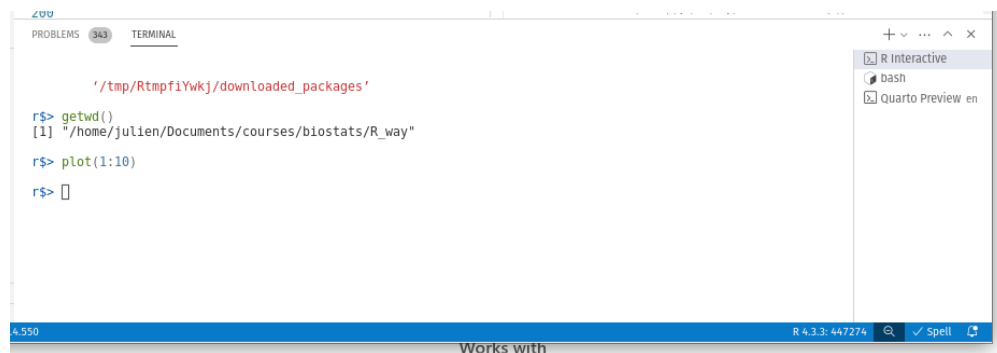 200
PROBLEMS 343 TERMINAL
‘/tmp/RtmpfiYwkj/downloaded_packages’
r$> getwd()
[1] "/home/julien/Documents/courses/biostats/R_way"
r$> plot(1:10)
r$>
R Interactive
bash
Quarto Preview en
4.550
R 4.3.3: 447274
Spell
Works with